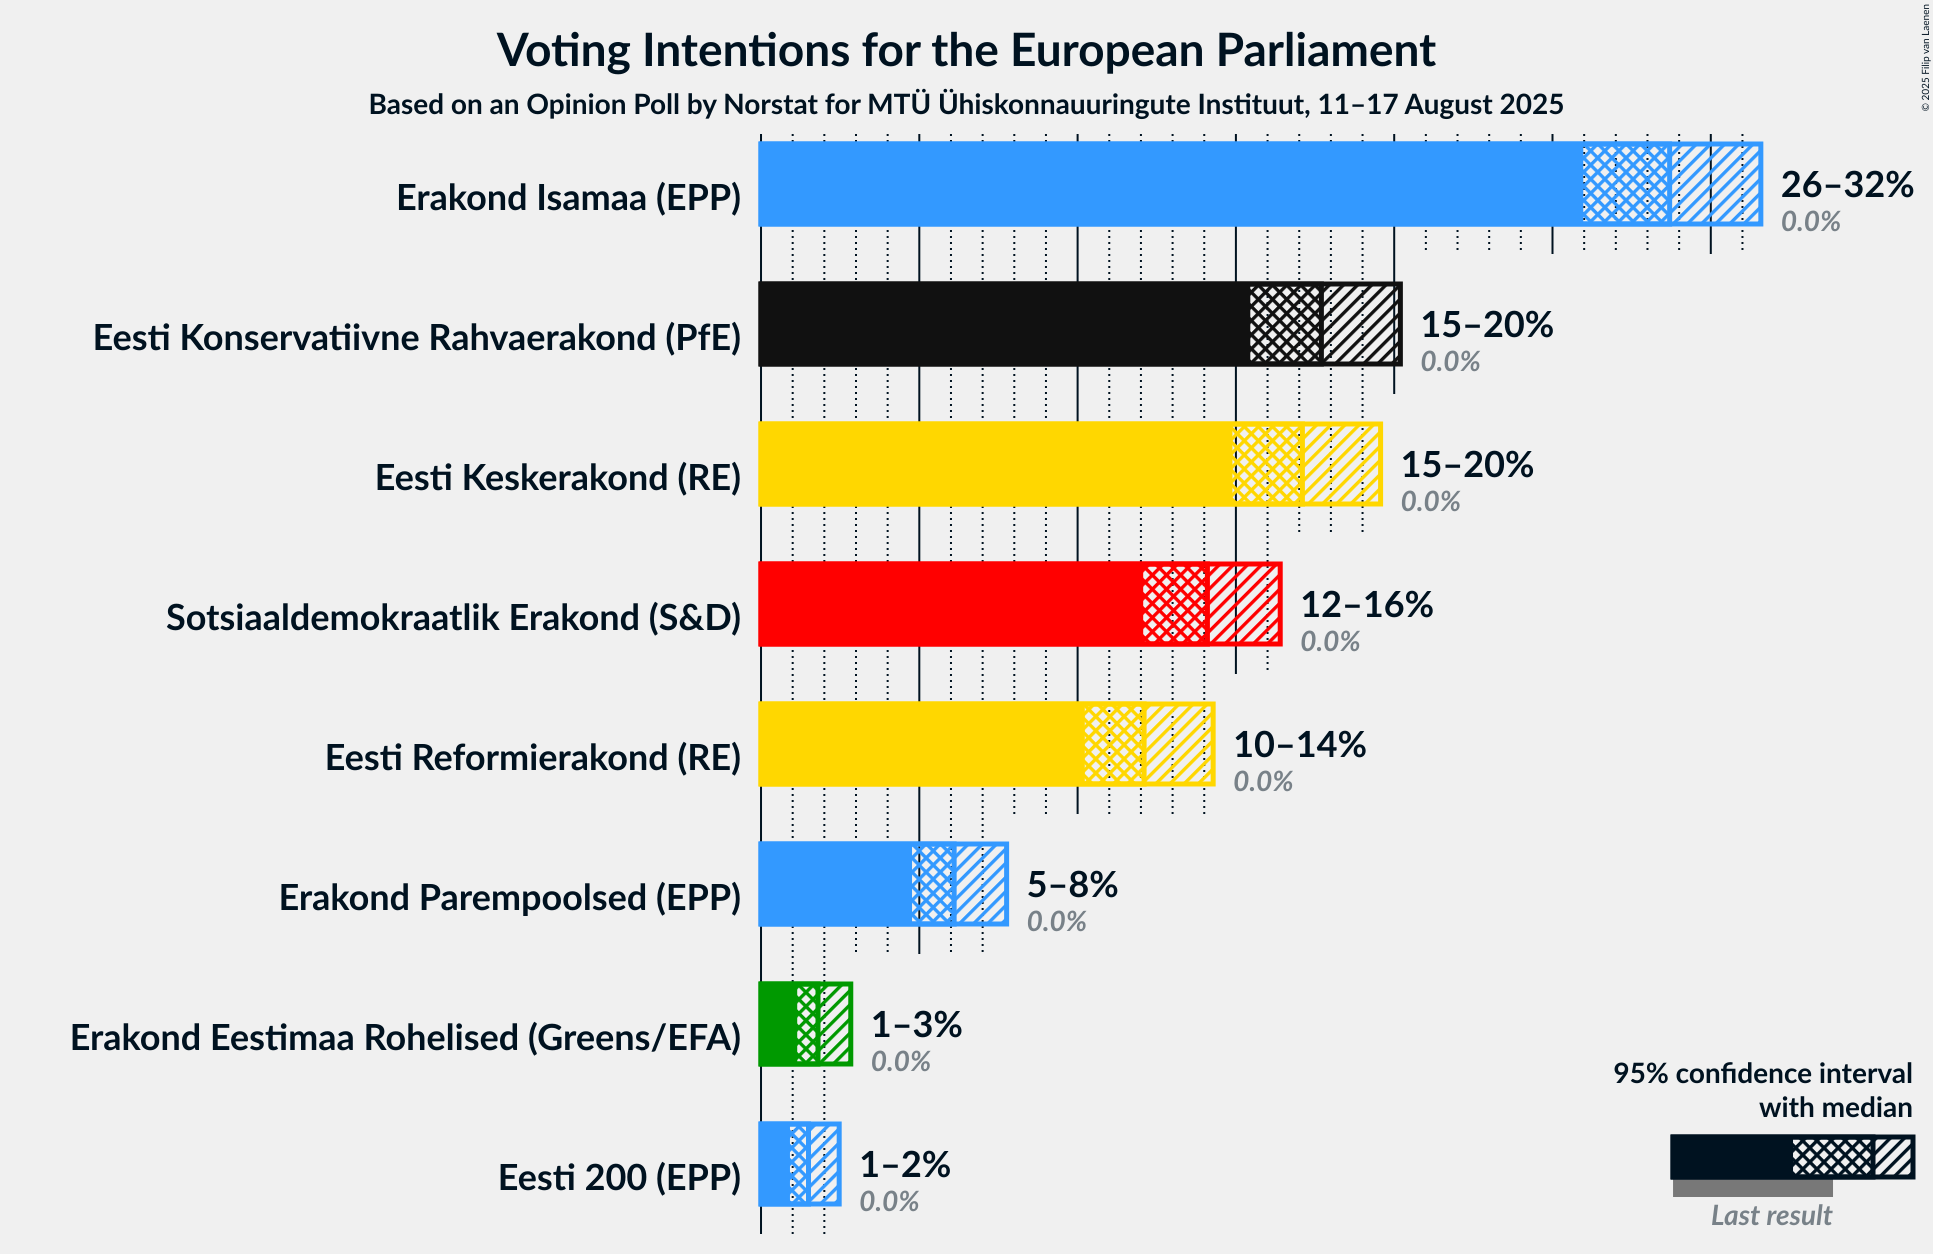 Voting Intentions for the European Parliament
Based on an Opinion Poll by Norstat for MTÜ Ühiskonnauuringute Instituut, 11–17 August 2025
© 2025 Filip van Laenen
Erakond Isamaa (EPP)
26–32%
0.0%
Eesti Konservatiivne Rahvaerakond (PfE)
15–20%
0.0%
Eesti Keskerakond (RE)
15–20%
0.0%
Sotsiaaldemokraatlik Erakond (S&D)
12–16%
0.0%
Eesti Reformierakond (RE)
10–14%
0.0%
Erakond Parempoolsed (EPP)
5–8%
0.0%
Erakond Eestimaa Rohelised (Greens/EFA)
1–3%
0.0%
Eesti 200 (EPP)
1–2%
0.0%
95% confidence interval
with median
Last result